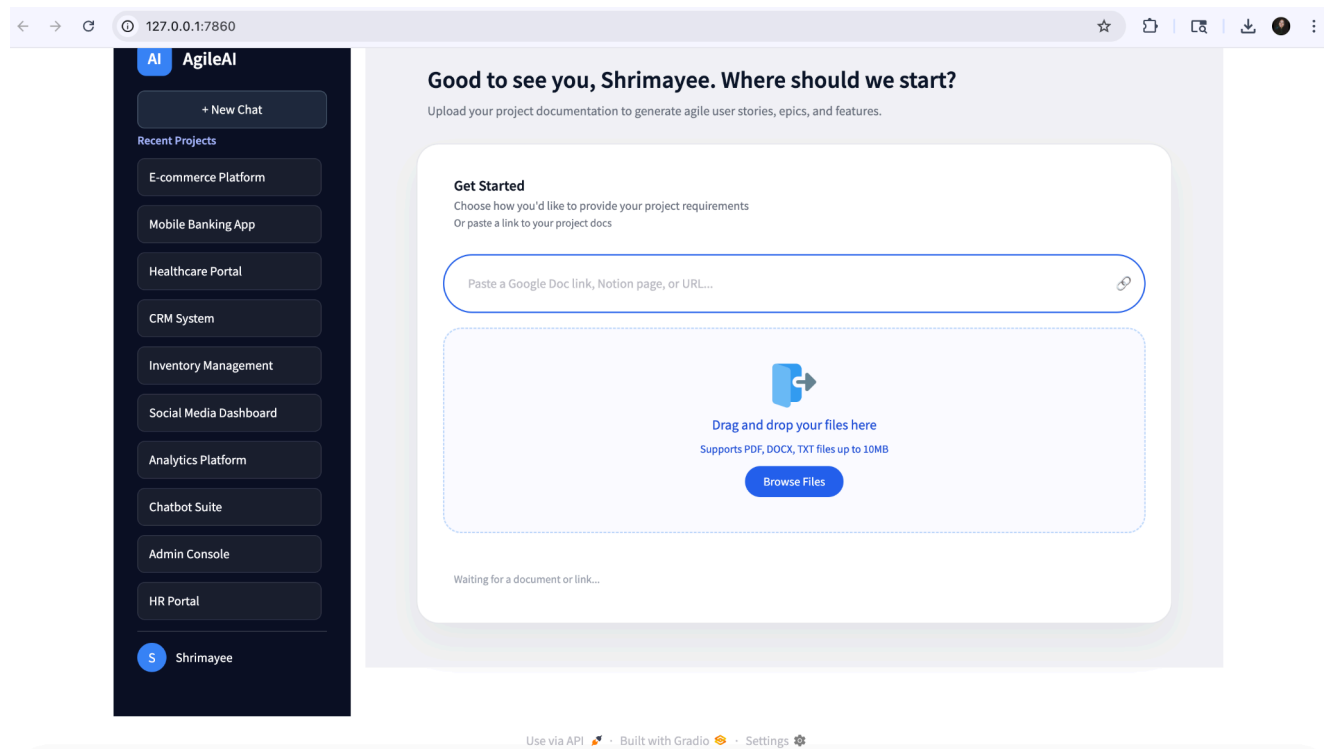 127.0.0.1:7860
AI AgileAI
+ New Chat
Recent Projects
E-commerce Platform
Mobile Banking App
Healthcare Portal
CRM System
Inventory Management
Social Media Dashboard
Analytics Platform
Chatbot Suite
Admin Console
HR Portal
S Shrimayee
Good to see you, Shrimayee. Where should we start?
Upload your project documentation to generate agile user stories, epics, and features.
Get Started
Choose how you'd like to provide your project requirements
Or paste a link to your project docs
Paste a Google Doc link, Notion page, or URL...
Drag and drop your files here
Supports PDF, DOCX, TXT files up to 10MB
Browse Files
Waiting for a document or link...
Use via API · Built with Gradio · Settings